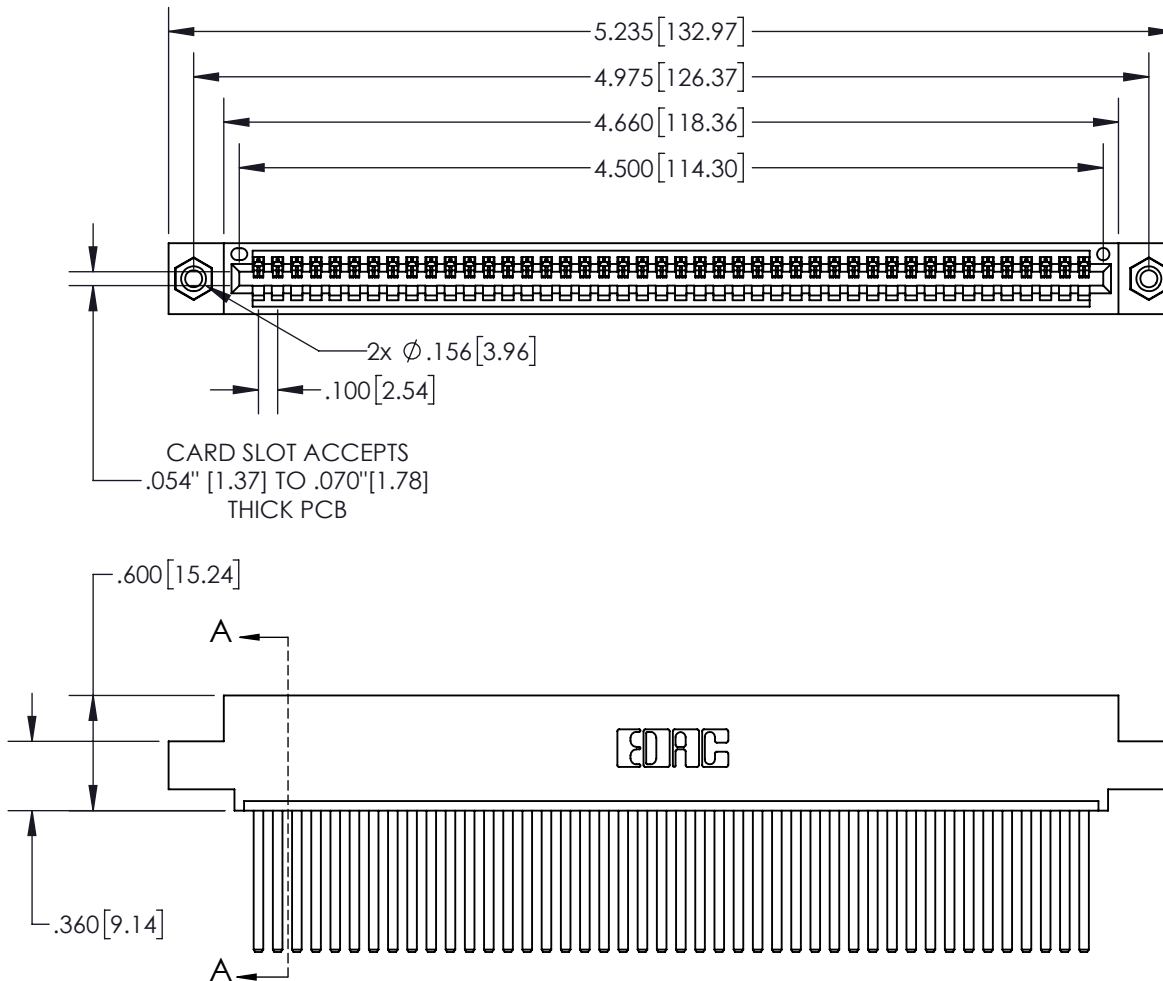 5.235[132.97]
4.975[126.37]
4.660[118.36]
4.500[114.30]
2x Ø.156[3.96]
.100[2.54]
CARD SLOT ACCEPTS
.054" [1.37] TO .070"[1.78]
THICK PCB
.600[15.24]
A
EDAC
.360[9.14]
A